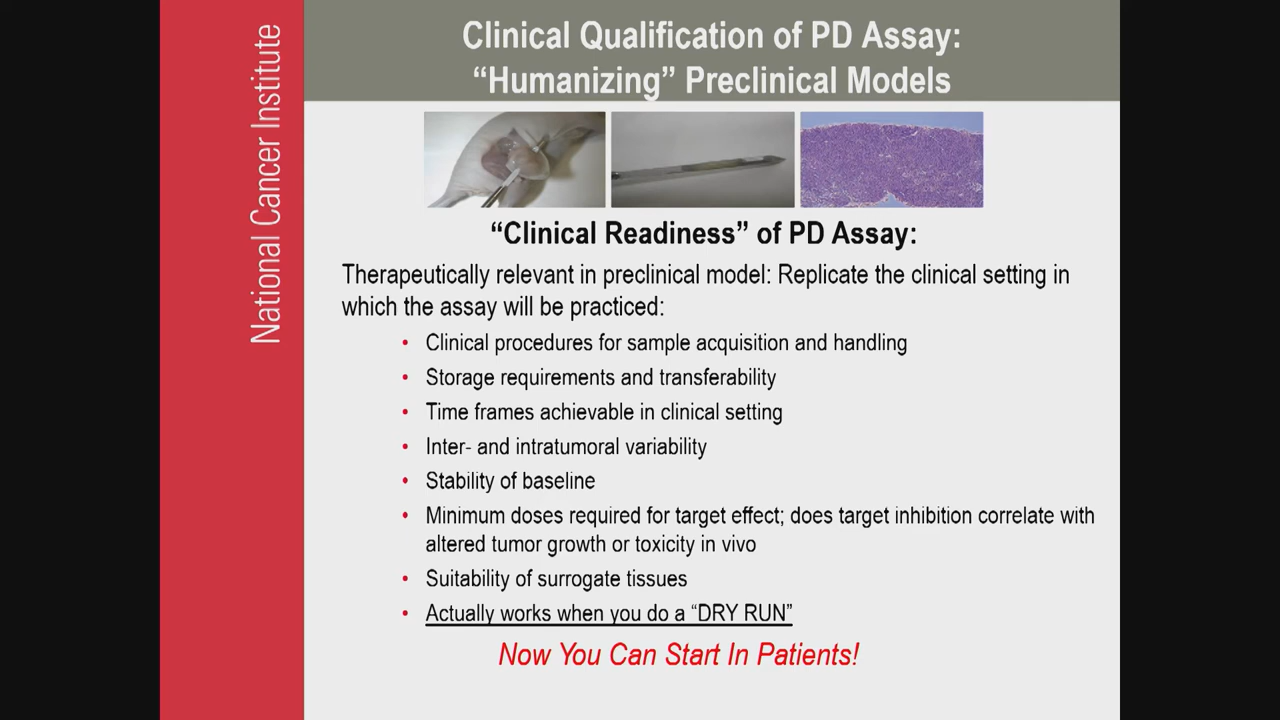 National Cancer Institute
Clinical Qualification of PD Assay:
“Humanizing” Preclinical Models
“Clinical Readiness” of PD Assay:
Therapeutically relevant in preclinical model: Replicate the clinical setting in
which the assay will be practiced:
• Clinical procedures for sample acquisition and handling
• Storage requirements and transferability
• Time frames achievable in clinical setting
• Inter- and intratumoral variability
• Stability of baseline
• Minimum doses required for target effect; does target inhibition correlate with
altered tumor growth or toxicity in vivo
• Suitability of surrogate tissues
• Actually works when you do a “DRY RUN”
Now You Can Start In Patients!